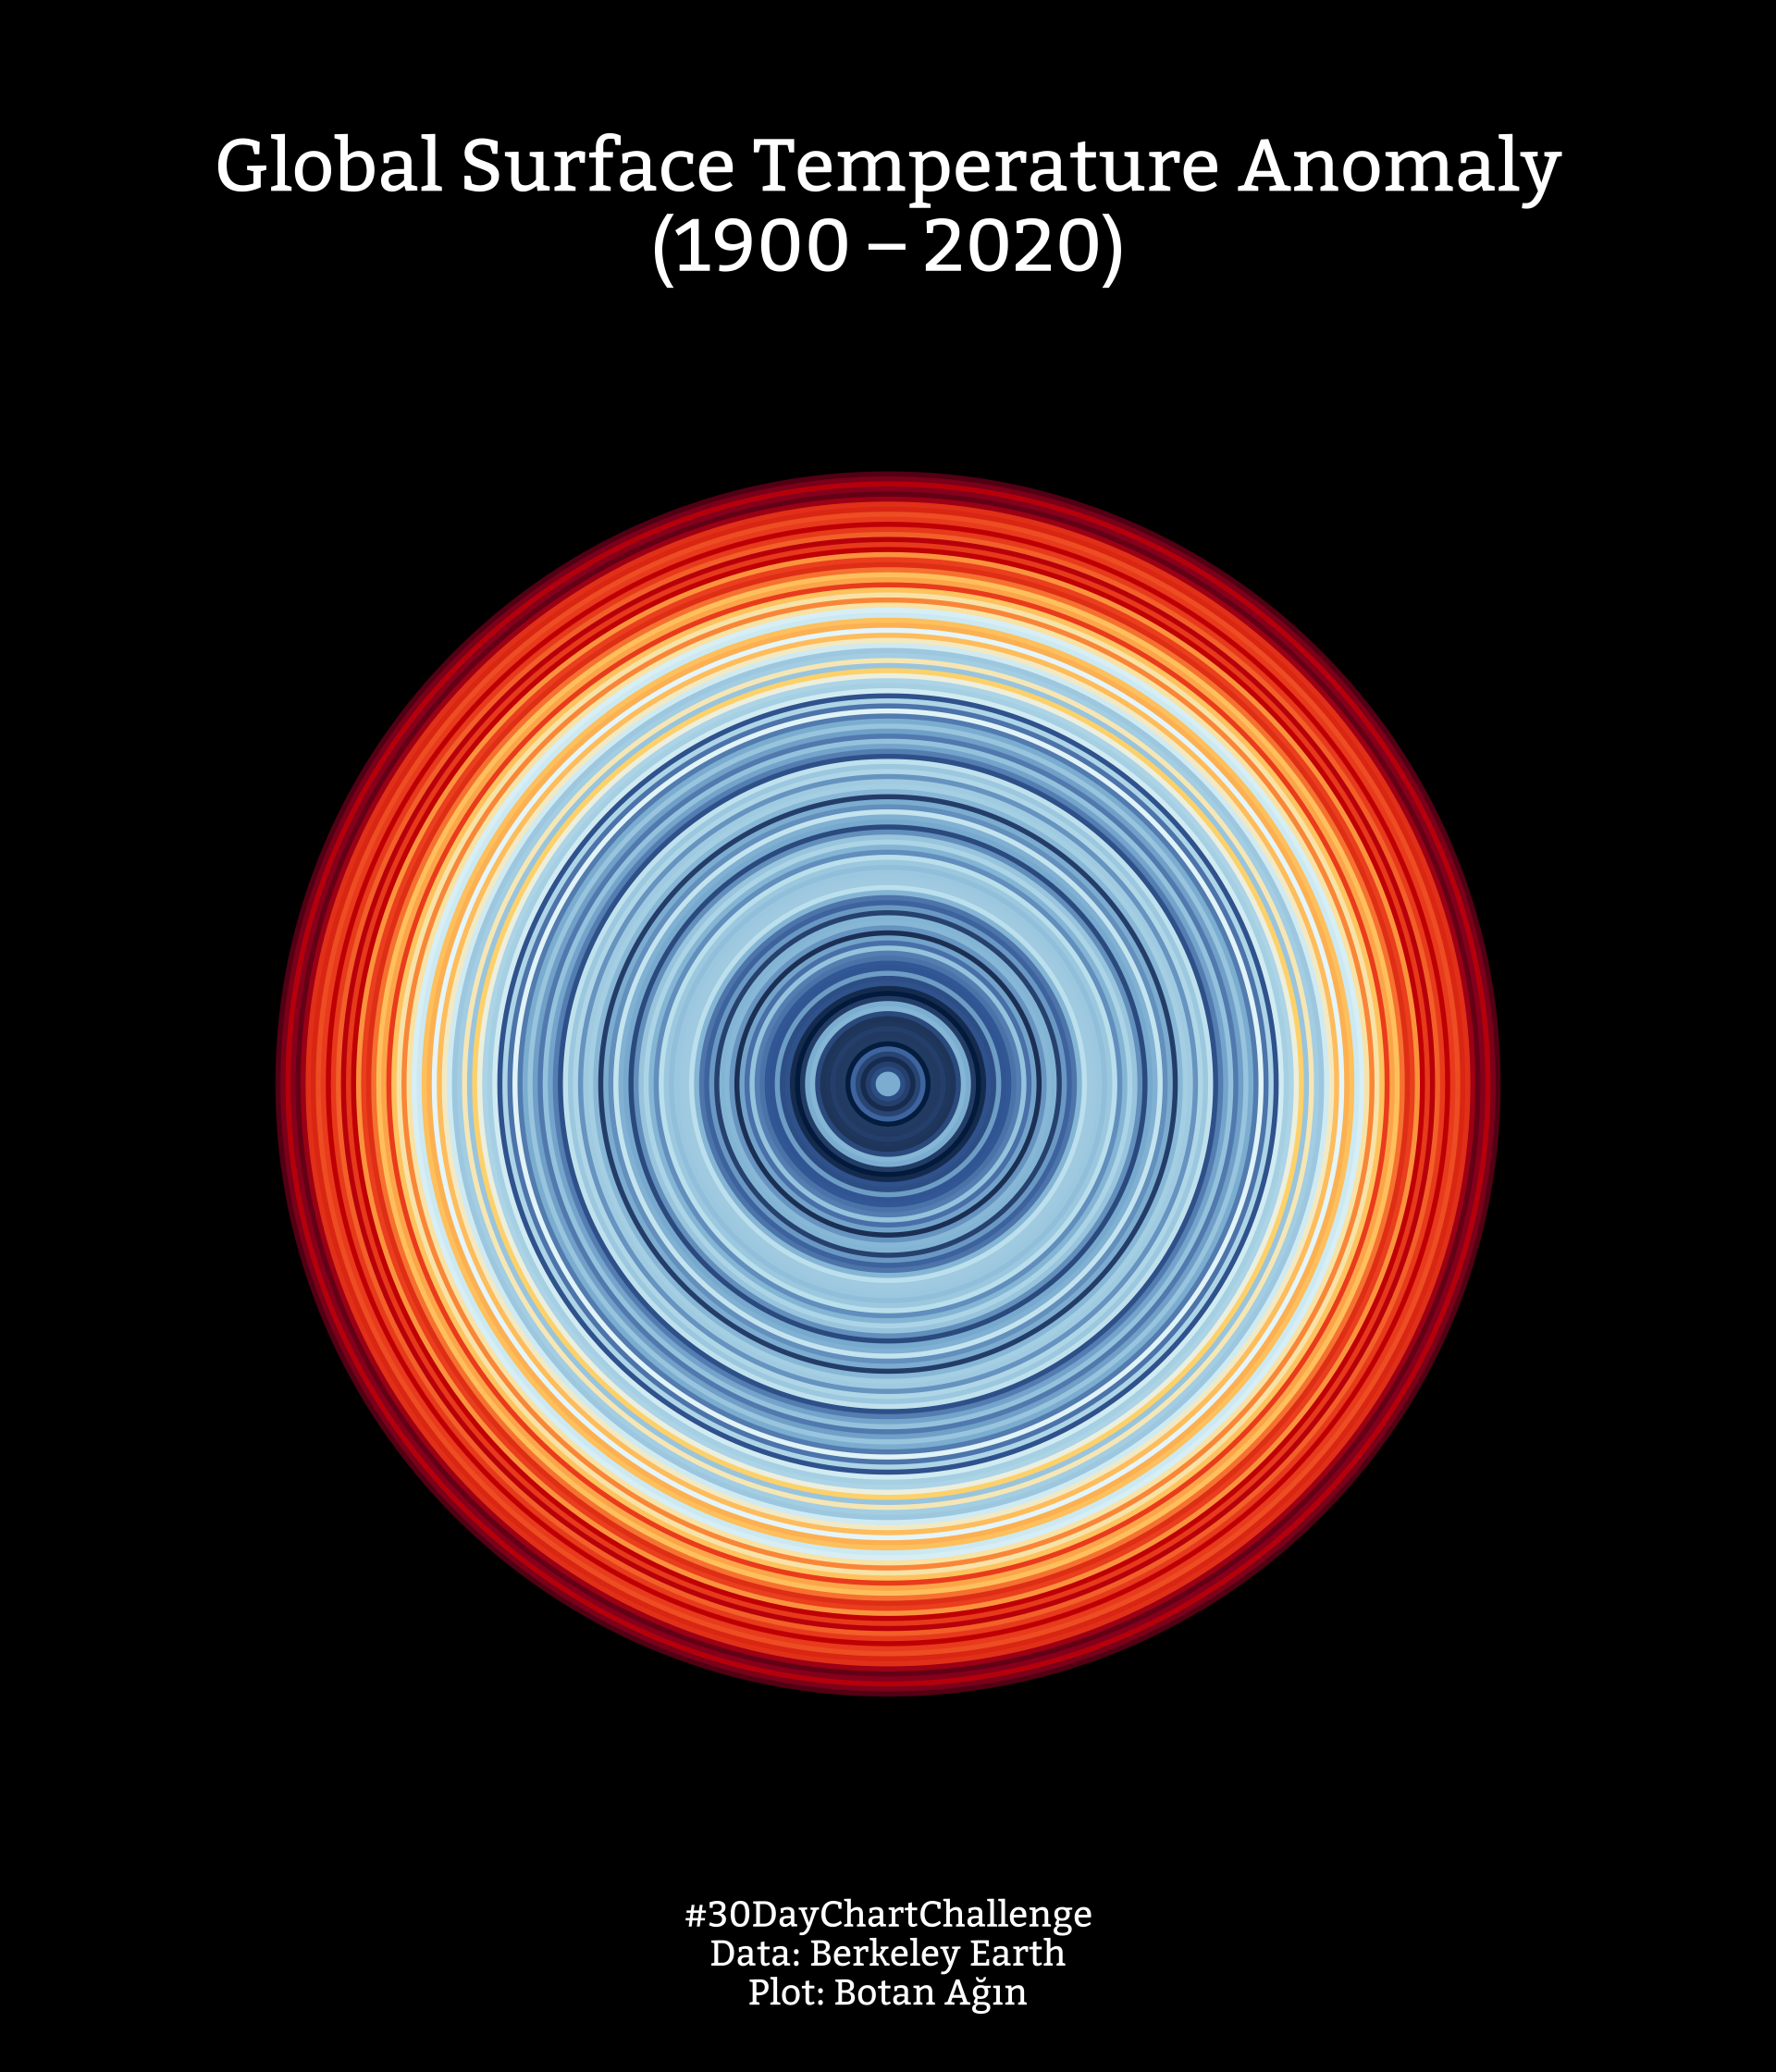 Global Surface Temperature Anomaly
(1900 – 2020)
#30DayChartChallenge
Data: Berkeley Earth
Plot: Botan Ağın